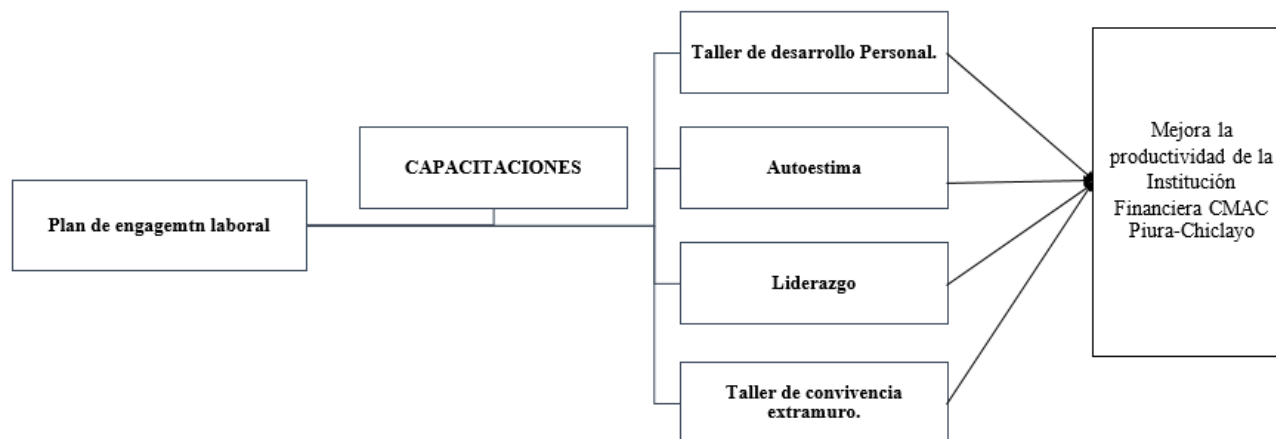 Plan de engagemtn laboral
CAPACITACIONES
Taller de desarrollo Personal.
Autoestima
Liderazgo
Taller de convivencia
extramuro.
Mejora la
productividad de la
Institución
Financiera CMAC
Piura-Chiclayo